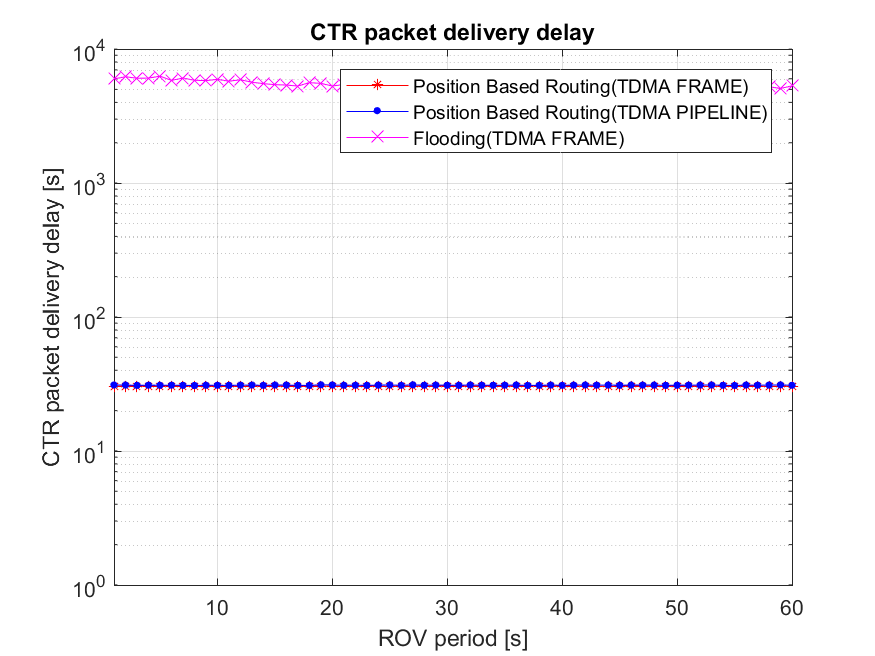 CTR packet delivery delay
10^4
10^3
10^2
10^1
10^0
CTR packet delivery delay [s]
Position Based Routing(TDMA FRAME)
Position Based Routing(TDMA PIPELINE)
Flooding(TDMA FRAME)
10 20 30 40 50 60
ROV period [s]